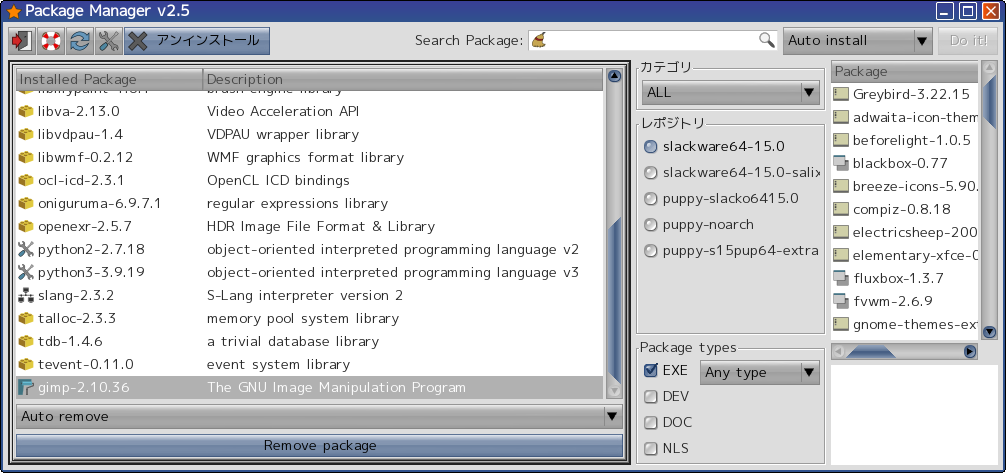 Package Manager v2.5
アンインストール
Search Package:
Auto install
Do it!
Installed Package Description
libva-2.13.0 Video Acceleration API
libvdpau-1.4 VDPAU wrapper library
libwmf-0.2.12 WMF graphics format library
ocl-icd-2.3.1 OpenCL ICD bindings
oniguruma-6.9.7.1 regular expressions library
openexr-2.5.7 HDR Image File Format & Library
python2-2.7.18 object-oriented interpreted programming language v2
python3-3.9.19 object-oriented interpreted programming language v3
slang-2.3.2 S-Lang interpreter version 2
talloc-2.3.3 memory pool system library
tdb-1.4.6 a trivial database library
tevent-0.11.0 event system library
gimp-2.10.36 The GNU Image Manipulation Program
Auto remove
Remove package
カテゴリ
ALL
レポジトリ
slackware64-15.0
slackware64-15.0-salix
puppy-slacko6415.0
puppy-noarch
puppy-s15pup64-extra
Package types
EXE Any type
DEV
DOC
NLS
Package
Greybird-3.22.15
adwaita-icon-them
beforelight-1.0.5
blackbox-0.77
breeze-icons-5.90.
compiz-0.8.18
electricsheep-200
elementary-xfce-0
fluxbox-1.3.7
fvwm-2.6.9
gnome-themes-ext